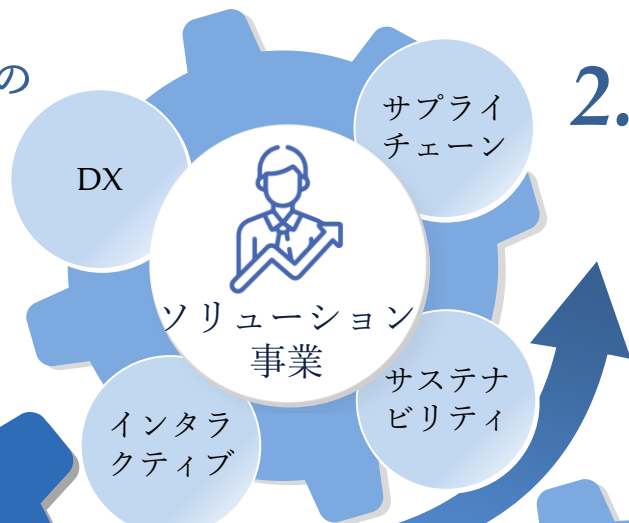 の
2.
DX
サプライ
チェーン
ソリューション
事業
サステナ
ビリティ
インタラ
クティブ